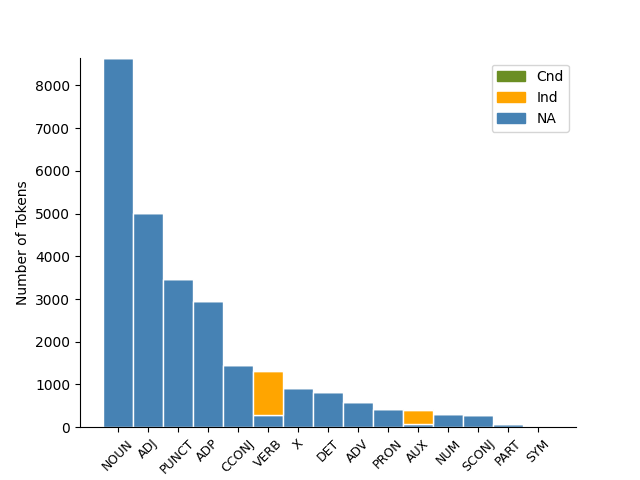 Cnd
Ind
NA
Number of Tokens
8000
7000
6000
5000
4000
3000
2000
1000
0
NOUN
ADJ
PUNCT
ADP
CCONJ
VERB
X
DET
ADV
PRON
AUX
NUM
SCONJ
PART
SYM